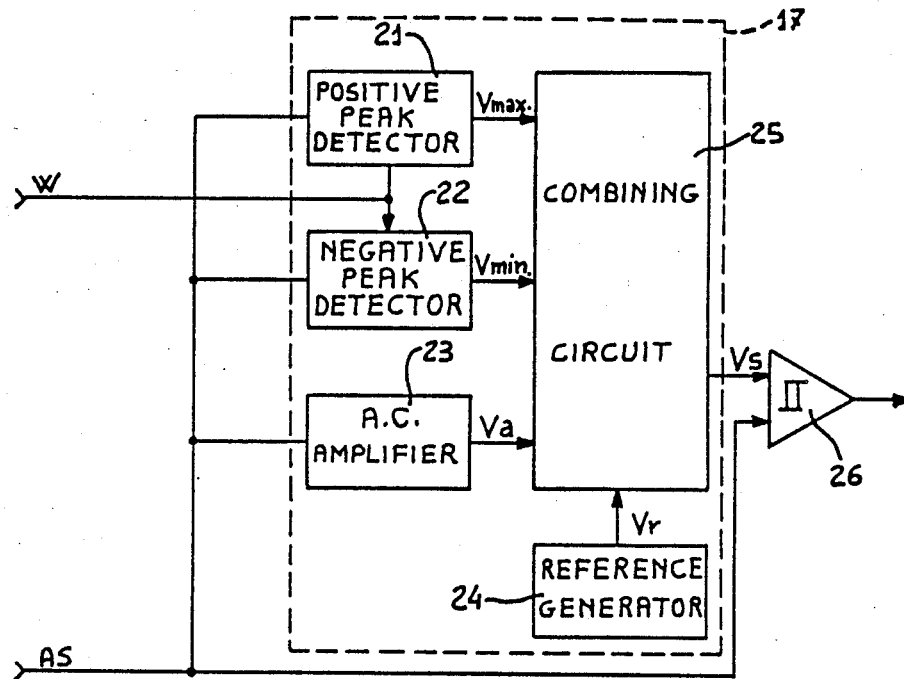 17
21
POSITIVE
PEAK
DETECTOR
Vmax.
25
W
COMBINING
22
NEGATIVE
PEAK
DETECTOR
Vmin.
CIRCUIT
Vs
23
A.C.
AMPLIFIER
Va
II
26
Vr
24
REFERENCE
GENERATOR
AS